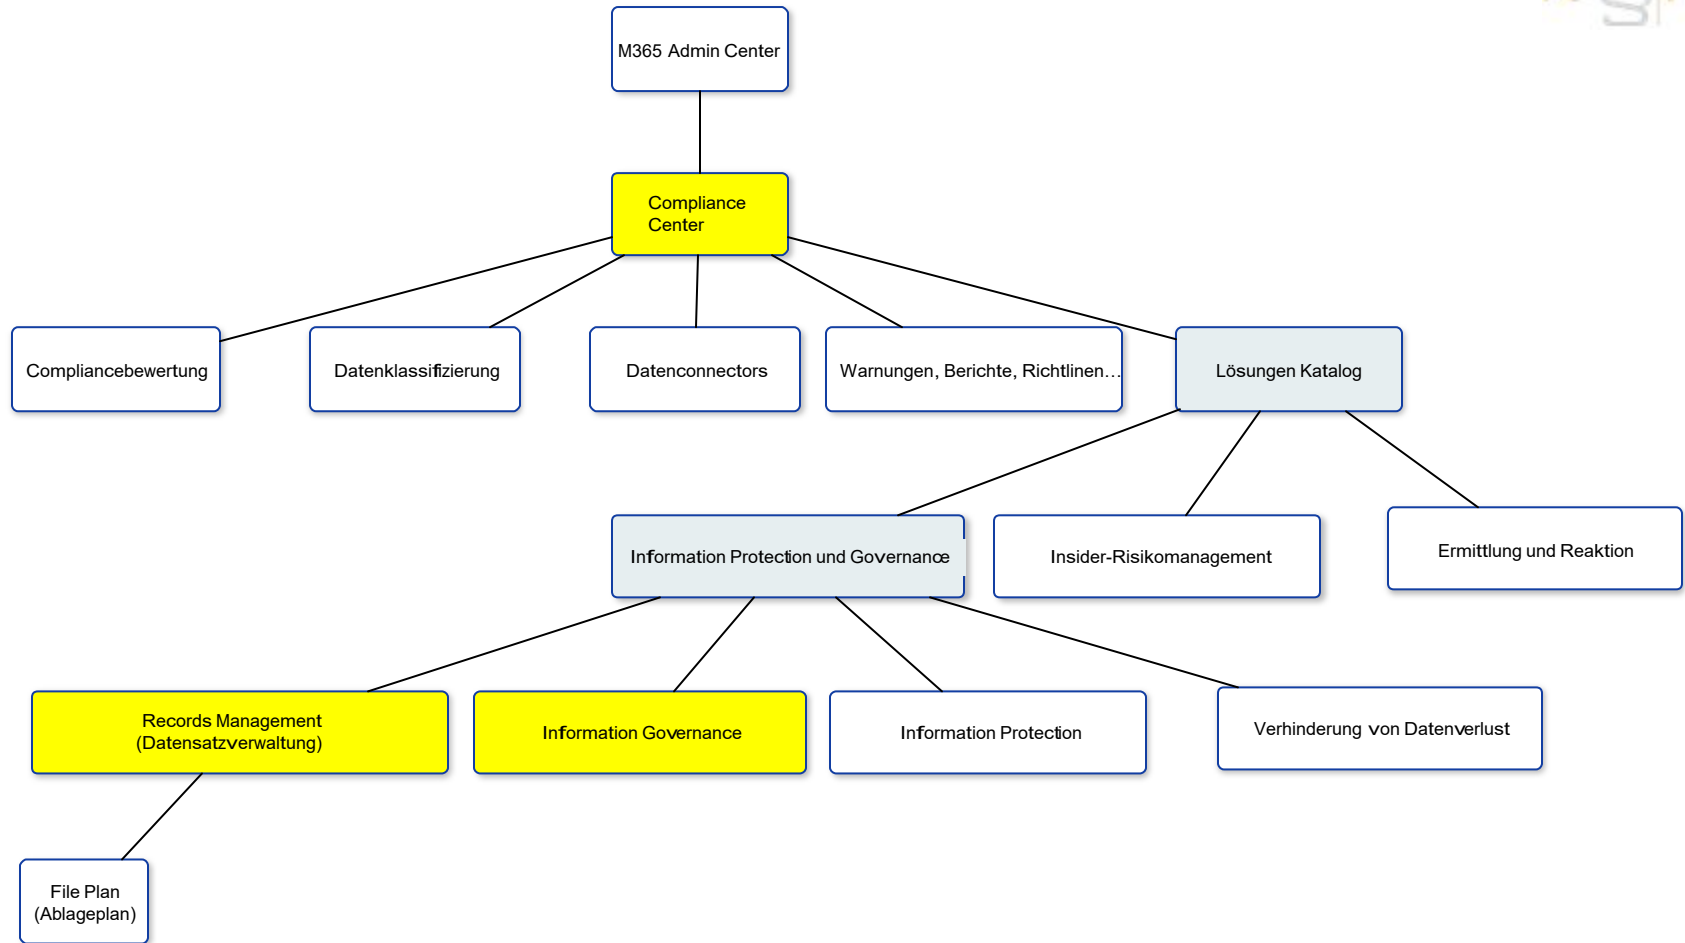 M365 Admin Center
Compliance
Center
Compliancebewertung
Datenklassifizierung
Datenconnectors
Warnungen, Berichte, Richtlinen…
Lösungen Katalog
Information Protection und Governance
Insider-Risikomanagement
Ermittlung und Reaktion
Records Management
(Datensatzverwaltung)
Information Governance
Information Protection
Verhinderung von Datenverlust
File Plan
(Ablageplan)